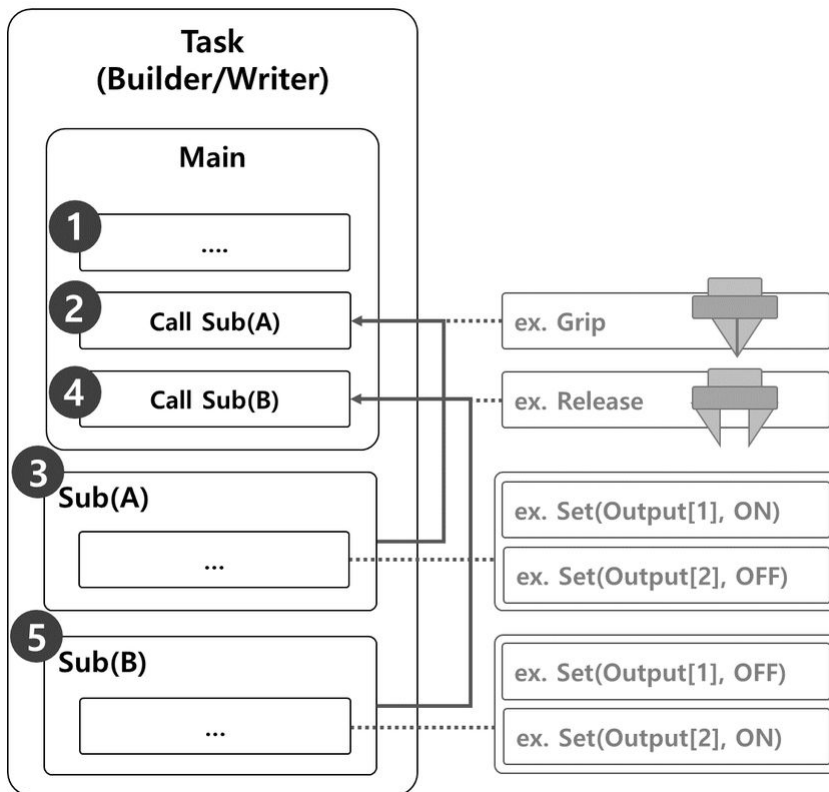 Task
(Builder/Writer)
Main
1
....
2
Call Sub(A)
ex. Grip
4
Call Sub(B)
ex. Release
3
Sub(A)
...
ex. Set(Output[1], ON)
ex. Set(Output[2], OFF)
5
Sub(B)
...
ex. Set(Output[1], OFF)
ex. Set(Output[2], ON)